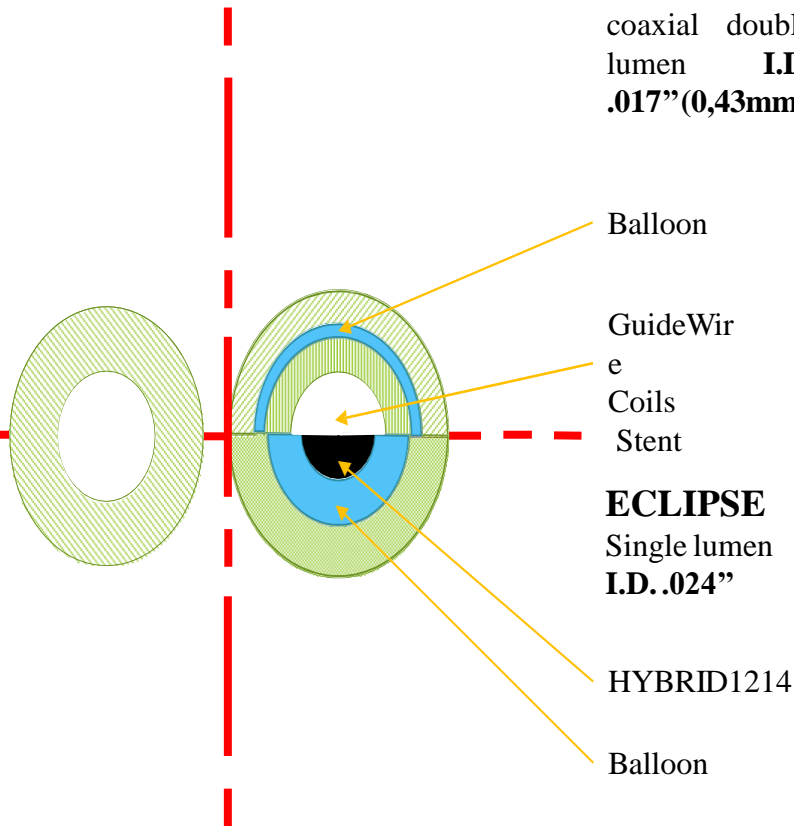 coaxial doubl
lumen I.D
.017”(0,43mm
Balloon
GuideWir
e
Coils
Stent
ECLIPSE
Single lumen
I.D. .024”
HYBRID1214
Balloon